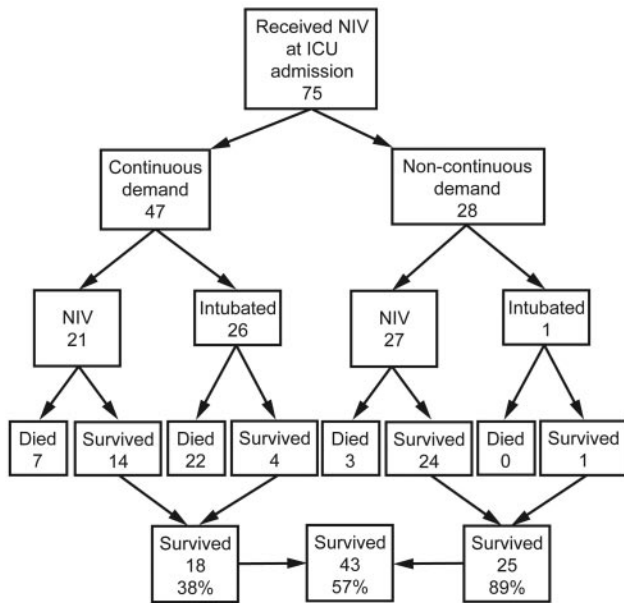 Received NIV
at ICU
admission
75
Continuous
demand
47
Non-continuous
demand
28
NIV
21
Intubated
26
NIV
27
Intubated
1
Died
7
Survived
14
Died
22
Survived
4
Died
3
Survived
24
Died
0
Survived
1
Survived
18
38%
Survived
43
57%
Survived
25
89%